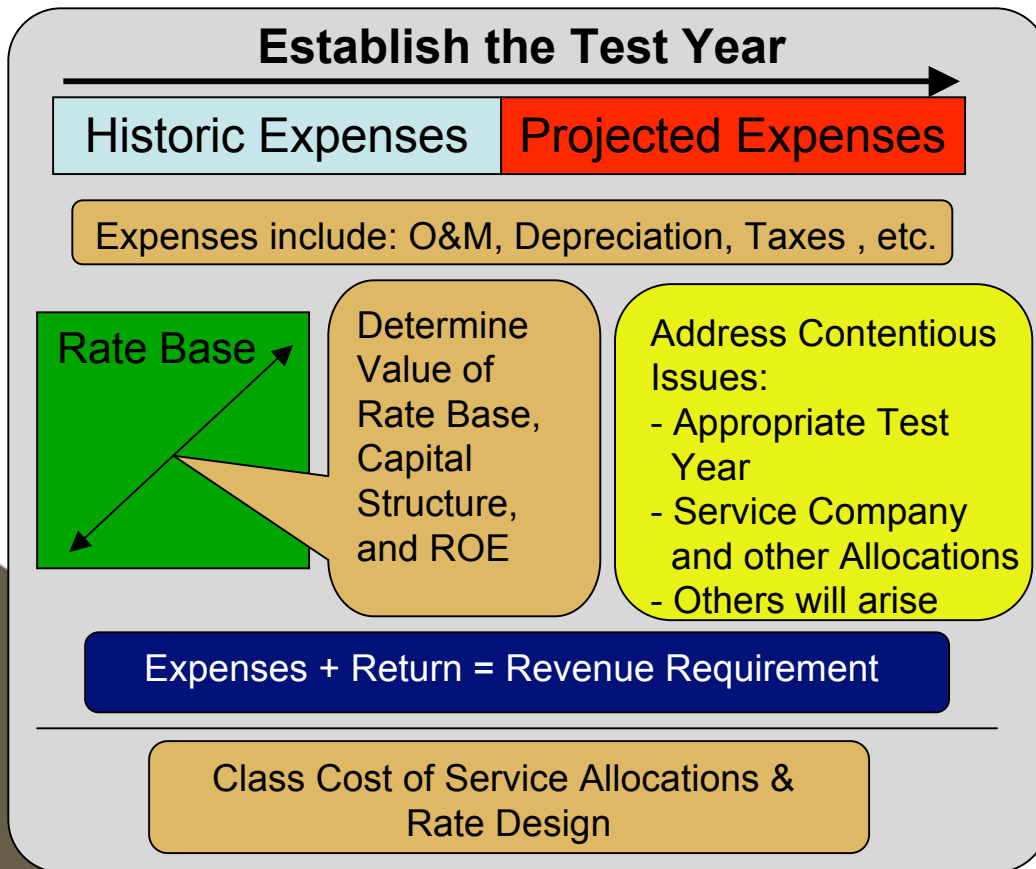 Establish the Test Year
Historic Expenses
Projected Expenses
Expenses include: O&M, Depreciation, Taxes , etc.
Rate Base
Determine
Value of
Rate Base,
Capital
Structure,
and ROE
Address Contentious
Issues:
- Appropriate Test
Year
- Service Company
and other Allocations
- Others will arise
Expenses + Return = Revenue Requirement
Class Cost of Service Allocations &
Rate Design